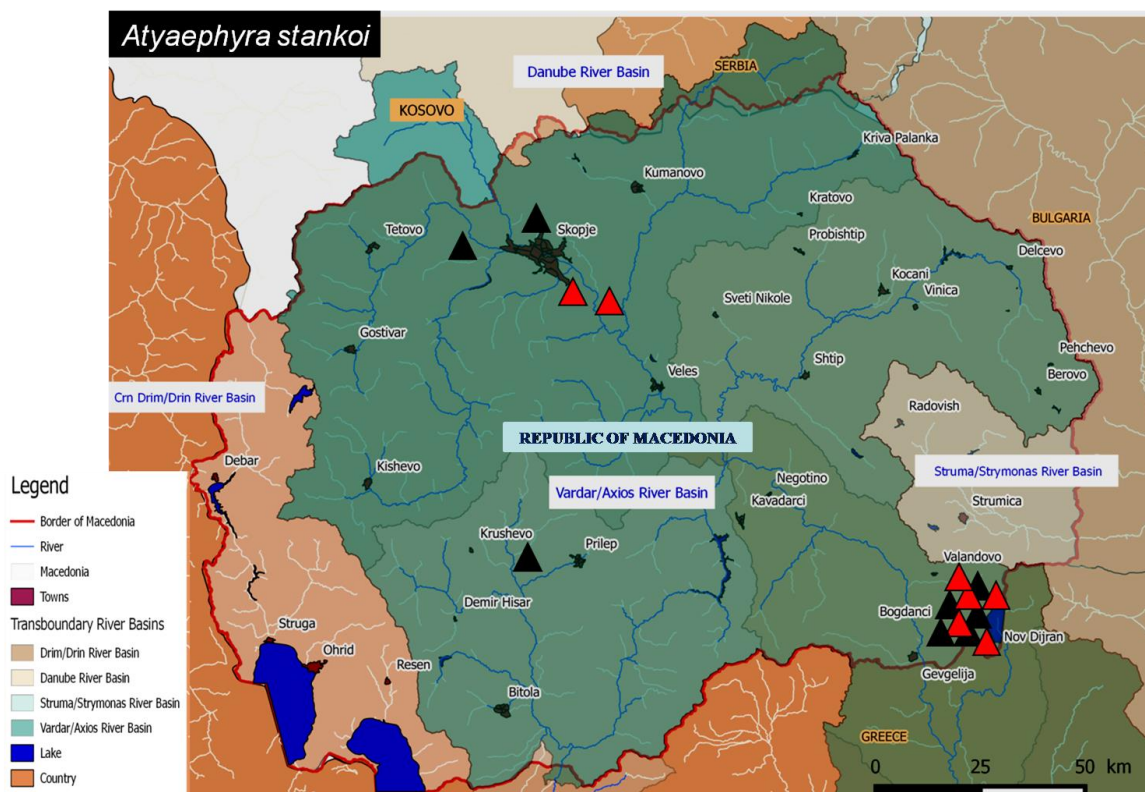 Atyaephyra stankoi
Danube River Basin
SERBIA
KOSOVO
Kriva Palanka
Kumanovo
Kratovo
BULGARIA
Tetovo
Skopje
Probishtip
Delcevo
Kocani
Vinica
Sveti Nikole
Gostivar
Pehchevo
Veles
Shtip
Berovo
Crn Drim/Drin River Basin
Radovish
REPUBLIC OF MACEDONIA
Debar
Kishevo
Negotino
Struma/Strymonas River Basin
Vardar/Axios River Basin
Kavadarci
Strumica
Krushevo
Prilep
Valandovo
Demir Hisar
Bogdanci
Struga
Ohrid
Nov Dijran
Resen
Gevgelija
Bitola
GREECE
0 25 50 km
Legend
Border of Macedonia
River
Macedonia
Towns
Transboundary River Basins
Drim/Drin River Basin
Danube River Basin
Struma/Strymonas River Basin
Vardar/Axios River Basin
Lake
Country